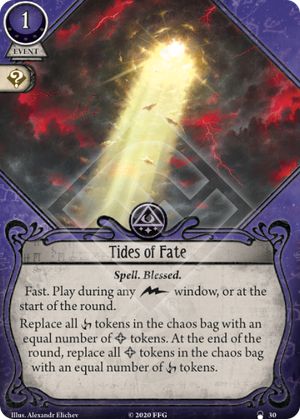 1
EVENT
?
Tides of Fate
Spell. Blessed.
Fast. Play during any window, or at the
start of the round.
Replace all tokens in the chaos bag with an
equal number of tokens. At the end of the
round, replace all tokens in the chaos bag
with an equal number of tokens.
Illus. Alexandr Elichev
© 2020 FFG
30